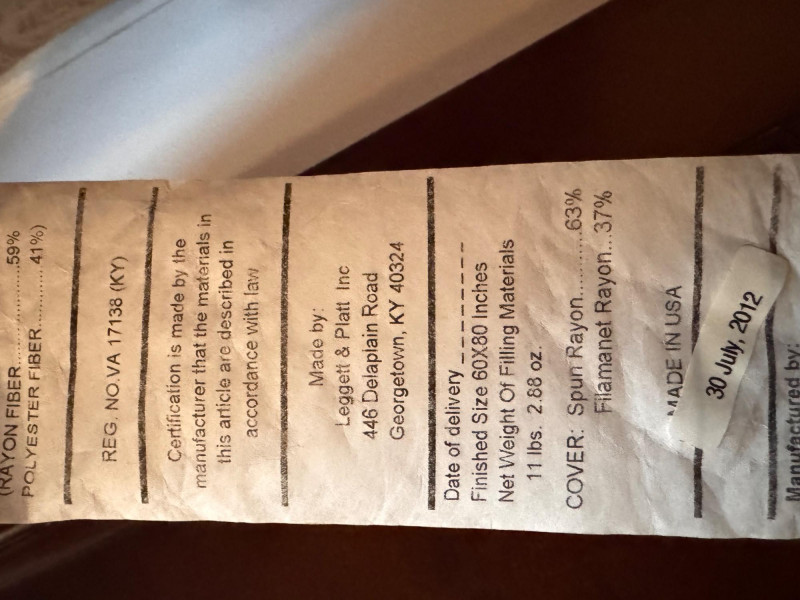 (RAYON FIBER....................59%
POLYESTER FIBER............. 41%)
REG. NO.VA 17138 (KY)
Certification is made by the
manufacturer that the materials in
this article are described in
accordance with law
Made by:
Leggett & Platt Inc
446 Delaplain Road
Georgetown, KY 40324
Date of delivery _ _ _ _ _ _ _ _
Finished Size 60X80 Inches
Net Weight Of Filling Materials
11 lbs. 2.88 oz.
COVER: Spun Rayon............63%
Filamanet Rayon...37%
MADE IN USA
30 July, 2012
Manufactured by: